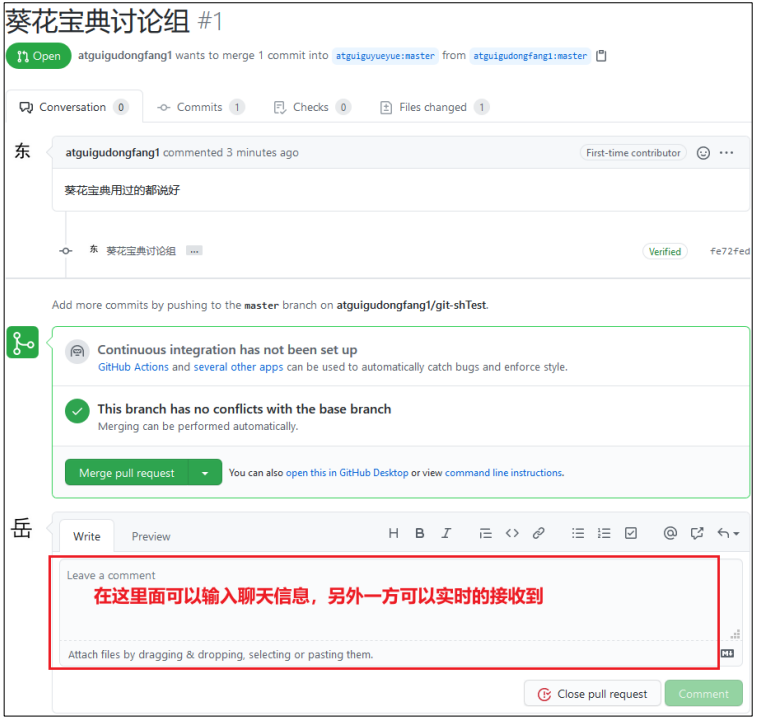 葵花宝典讨论组 #1
Open atguigudongfang1 wants to merge 1 commit into atguiguyueyue:master from atguigudongfang1:master
Conversation 0 Commits 1 Checks 0 Files changed 1
东 atguigudongfang1 commented 3 minutes ago First-time contributor
葵花宝典用过的都说好
东 葵花宝典讨论组 ... Verified fe72fed
Add more commits by pushing to the master branch on atguigudongfang1/git-shTest.
Continuous integration has not been set up
GitHub Actions and several other apps can be used to automatically catch bugs and enforce style.
This branch has no conflicts with the base branch
Merging can be performed automatically.
Merge pull request You can also open this in GitHub Desktop or view command line instructions.
岳 Write Preview H B I
Leave a comment
在这里面可以输入聊天信息，另外一方可以实时的接收到
Attach files by dragging & dropping, selecting or pasting them.
Close pull request Comment